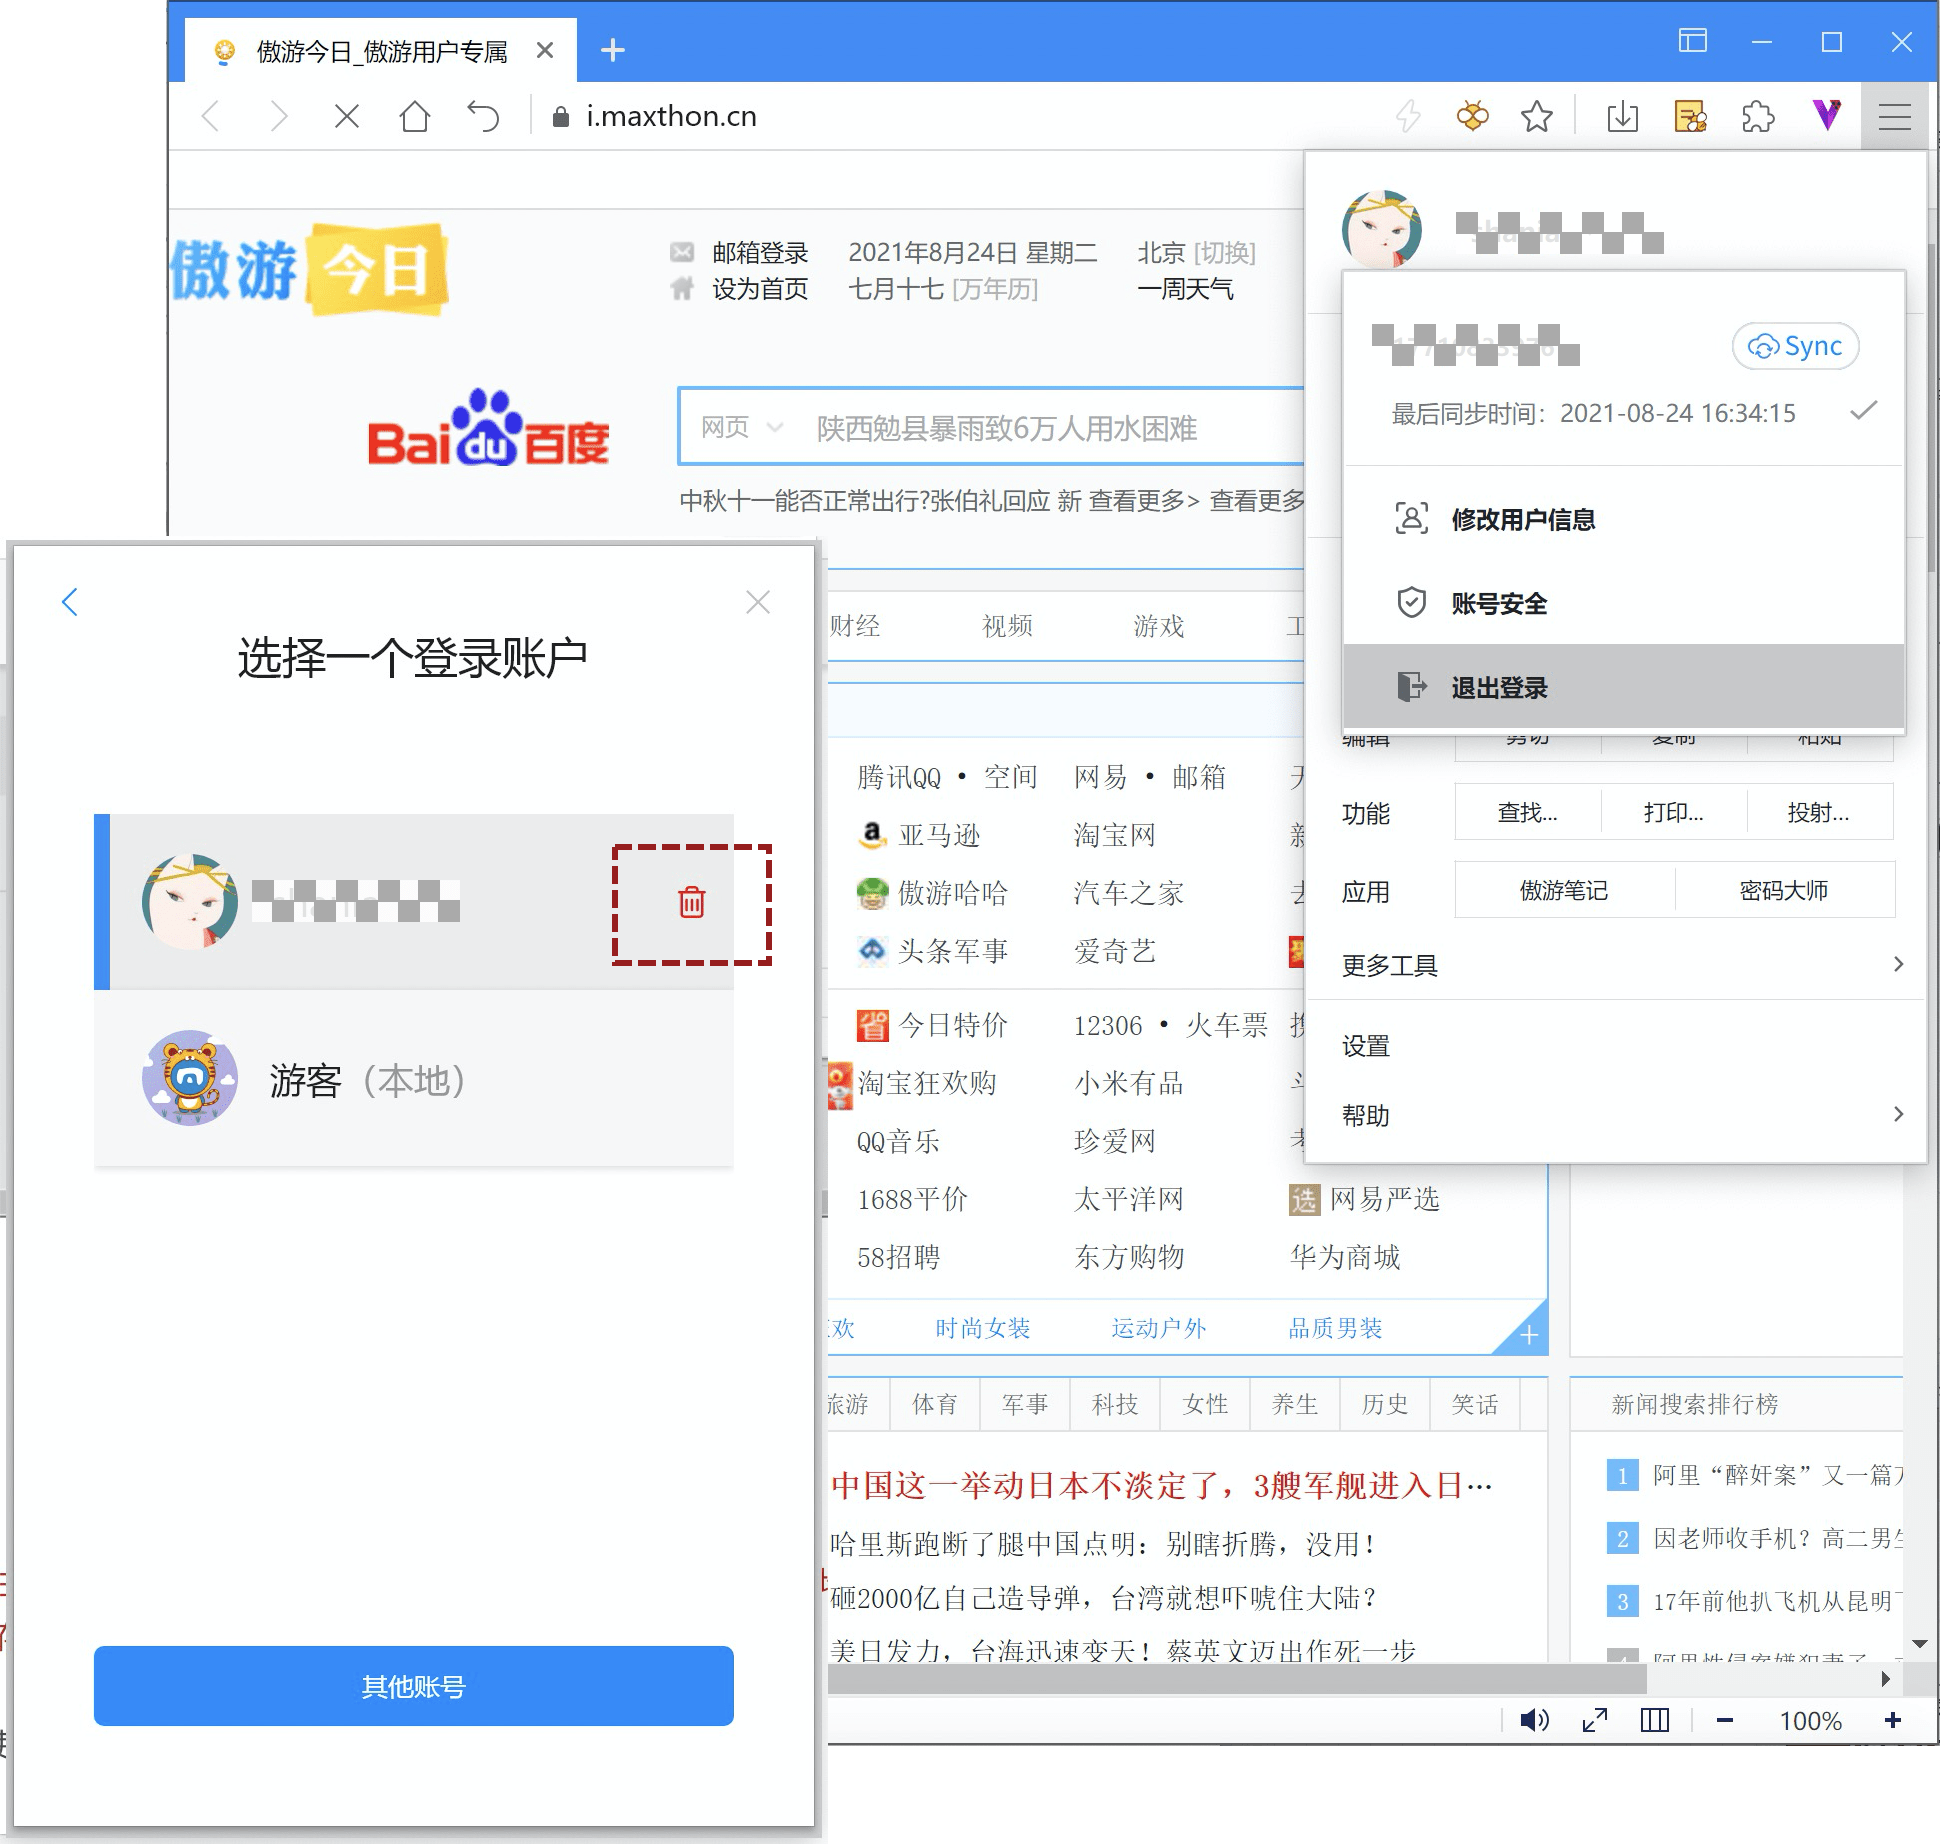 傲游今日_傲游用户专属
i.maxthon.cn
傲游 今日
邮箱登录 2021年8月24日 星期二 北京 [切换]
设为首页 七月十七 [万年历] 一周天气
Bai du 百度
网页 陕西勉县暴雨致6万人用水困难
中秋十一能否正常出行?张伯礼回应 新 查看更多> 查看更多
Sync
最后同步时间：2021-08-24 16:34:15
修改用户信息
账号安全
退出登录
编辑 剪切 复制 粘贴
功能 查找... 打印... 投射...
应用 傲游笔记 密码大师
更多工具
设置
帮助
选择一个登录账户
游客（本地）
其他账号
财经 视频 游戏
腾讯QQ • 空间 网易 • 邮箱
亚马逊 淘宝网
傲游哈哈 汽车之家
头条军事 爱奇艺
省 今日特价 12306 • 火车票
淘宝狂欢购 小米有品
QQ音乐 珍爱网
1688平价 太平洋网 选 网易严选
58招聘 东方购物 华为商城
欢 时尚女装 运动户外 品质男装
旅游 体育 军事 科技 女性 养生 历史 笑话
中国这一举动日本不淡定了，3艘军舰进入日…
哈里斯跑断了腿中国点明：别瞎折腾，没用！
砸2000亿自己造导弹，台湾就想吓唬住大陆？
美日发力，台海迅速变天！蔡英文迈出作死一步
新闻搜索排行榜
1 阿里“醉奸案”又一篇
2 因老师收手机？高二男生
3 17年前他扒飞机从昆明
100%